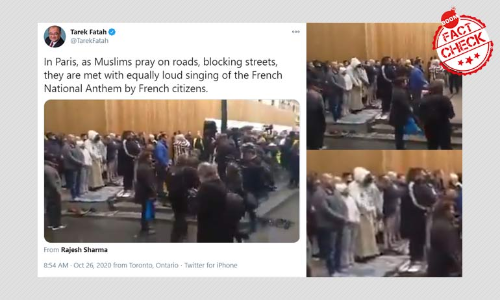 Tarek Fatah
@TarekFatah
In Paris, as Muslims pray on roads, blocking streets,
they are met with equally loud singing of the French
National Anthem by French citizens.
From Rajesh Sharma
8:54 AM · Oct 26, 2020 from Toronto, Ontario · Twitter for iPhone
BOOM
FACT
CHECK